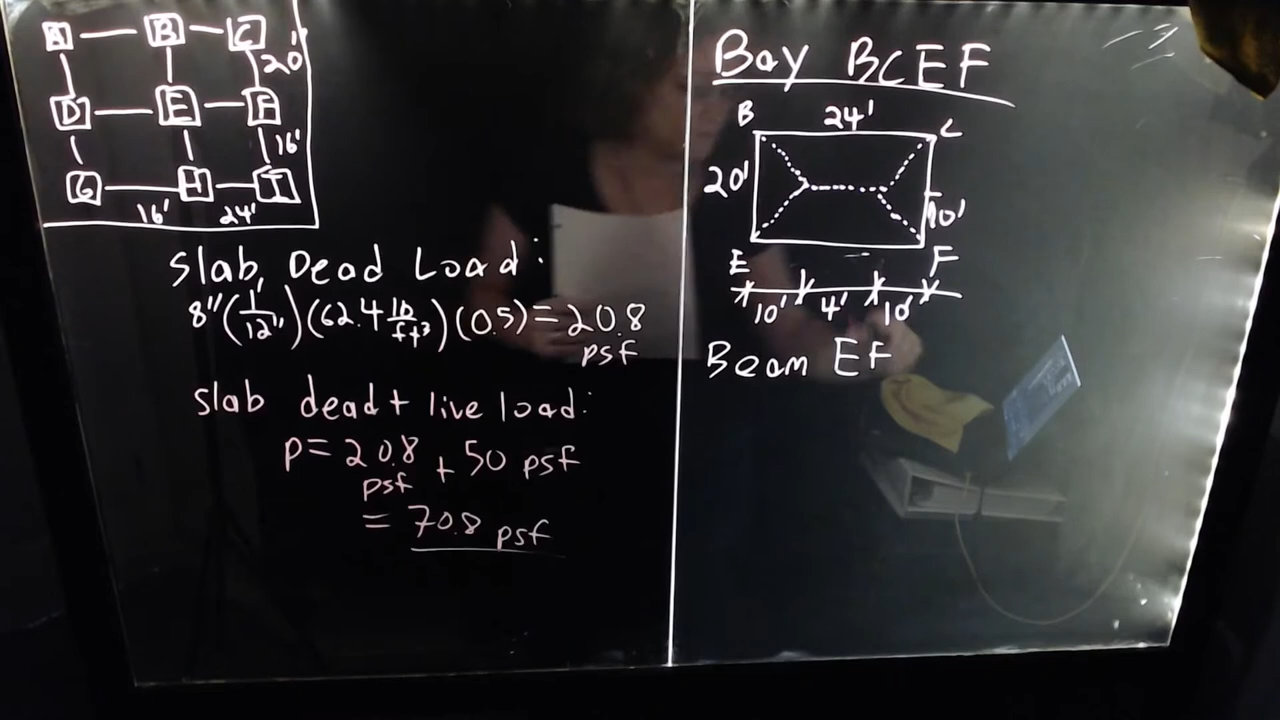 A B C
20'
D E F
16'
G H I
16' 24'
Slab Dead Load:
8"(1'/12")(62.4 lb/ft³)(0.5)=20.8 psf
slab dead + live load:
p=20.8 psf + 50 psf
= 70.8 psf
Bay BCEF
B 24' C
20'
10'
E F
10' 4' 10'
Beam EF